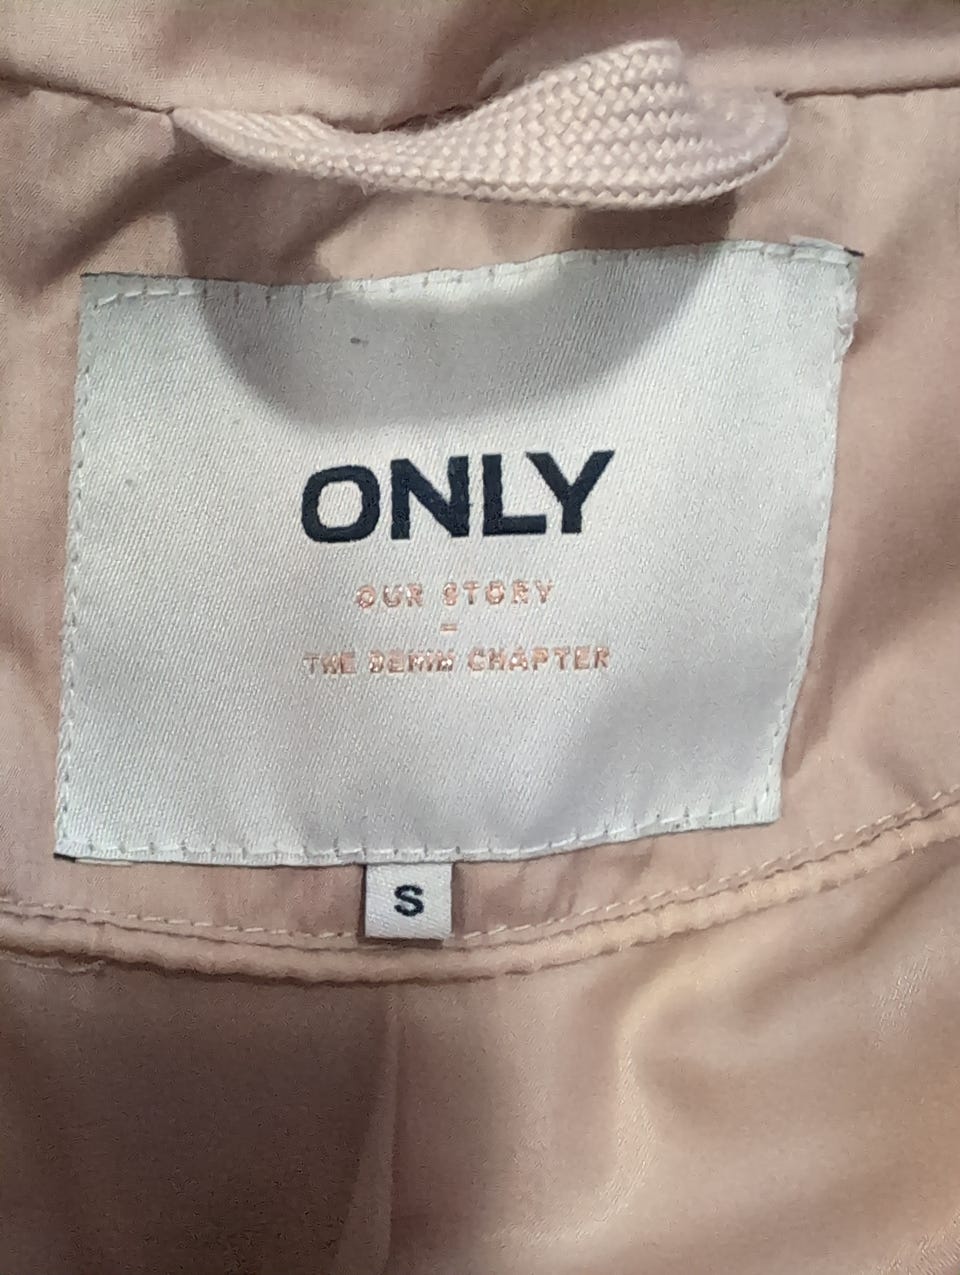 ONLY
OUR STORY
-
THE DENIM CHAPTER
S